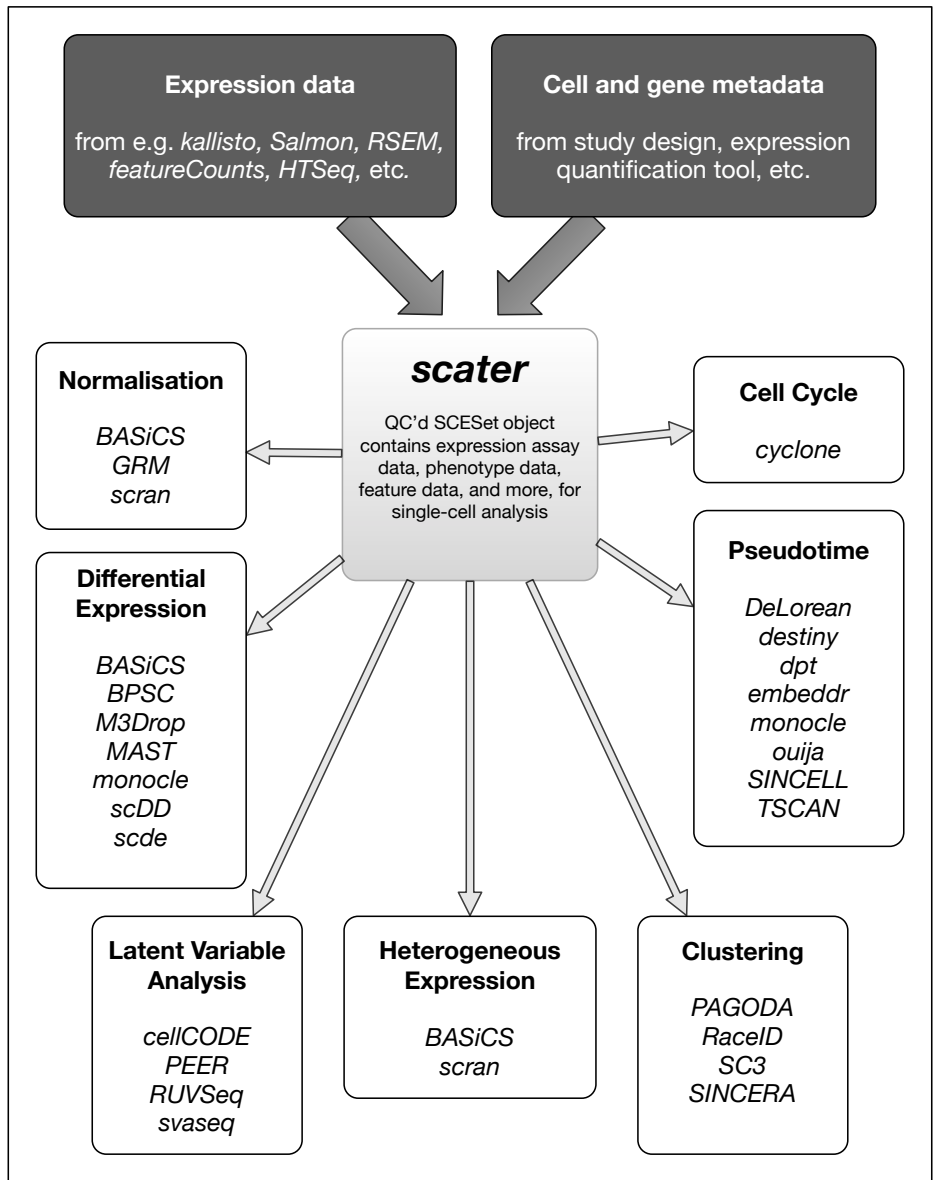 Expression data
from e.g. kallisto, Salmon, RSEM,
featureCounts, HTSeq, etc.
Cell and gene metadata
from study design, expression
quantification tool, etc.
scater
QC'd SCESet object
contains expression assay
data, phenotype data,
feature data, and more, for
single-cell analysis
Normalisation
BASiCS
GRM
scran
Cell Cycle
cyclone
Differential
Expression
BASiCS
BPSC
M3Drop
MAST
monocle
scDD
scde
Pseudotime
DeLorean
destiny
dpt
embeddr
monocle
ouija
SINCELL
TSCAN
Latent Variable
Analysis
cellCODE
PEER
RUVSeq
svaseq
Heterogeneous
Expression
BASiCS
scran
Clustering
PAGODA
RaceID
SC3
SINCERA